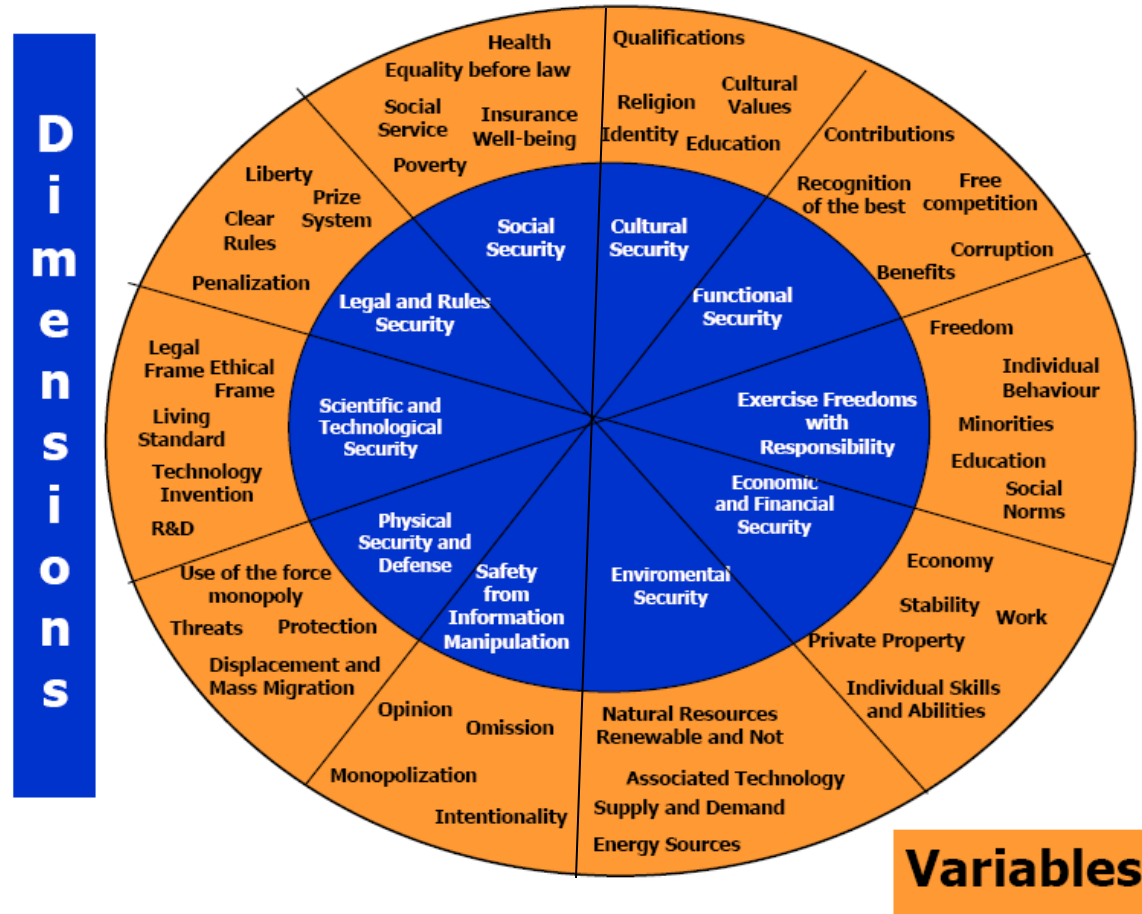 Dimensions
Health
Equality before law
Social
Service
Insurance
Well-being
Poverty
Qualifications
Cultural
Values
Religion
Identity
Education
Contributions
Recognition
of the best
Free
competition
Corruption
Benefits
Freedom
Individual
Behaviour
Minorities
Education
Social
Norms
Economy
Stability
Work
Private Property
Individual Skills
and Abilities
Natural Resources
Renewable and Not
Associated Technology
Supply and Demand
Energy Sources
Opinion
Omission
Monopolization
Intentionality
Use of the force
monopoly
Threats
Protection
Displacement and
Mass Migration
Legal
Frame
Ethical
Frame
Living
Standard
Technology
Invention
R&D
Liberty
Prize
System
Clear
Rules
Penalization
Social
Security
Cultural
Security
Functional
Security
Exercise Freedoms
with
Responsibility
Economic
and Financial
Security
Enviromental
Security
Safety
from
Information
Manipulation
Physical
Security and
Defense
Scientific and
Technological
Security
Legal and Rules
Security
Variables